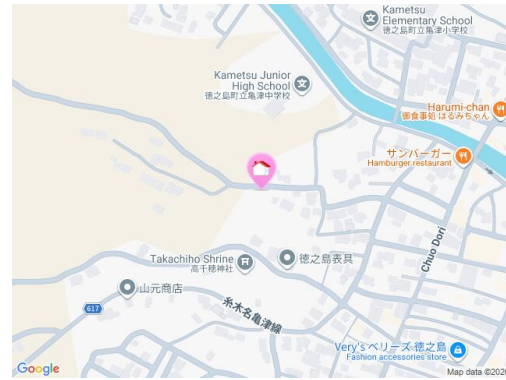 Kametsu
Elementary School
徳之島町立亀津小学校
Kametsu Junior
High School
徳之島町立亀津中学校
Harumi-chan
御食事処 はるみちゃん
サンバーガー
Hamburger restaurant
Chuo Dori
Takachiho Shrine
高千穂神社
徳之島表具
山元商店
617
糸木名亀津線
Very's ベリーズ 徳之島
Fashion accessories store
Google
Map data ©2026